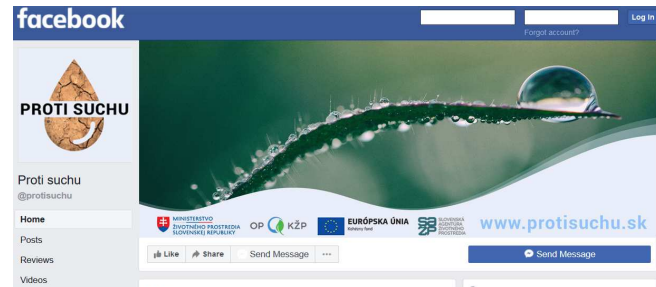 facebook
Log In
Forgot account?
PROTI SUCHU
Proti suchu
@protisuchu
Home
Posts
Reviews
Videos
MINISTERSTVO
ŽIVOTNÉHO PROSTREDIA
SLOVENSKEJ REPUBLIKY
OP KŽP
EURÓPSKA ÚNIA
Kohézny fond
SLOVENSKÁ
AGENTÚRA
ŽIVOTNÉHO
PROSTREDIA
www.protisuchu.sk
Like
Share
Send Message
Send Message